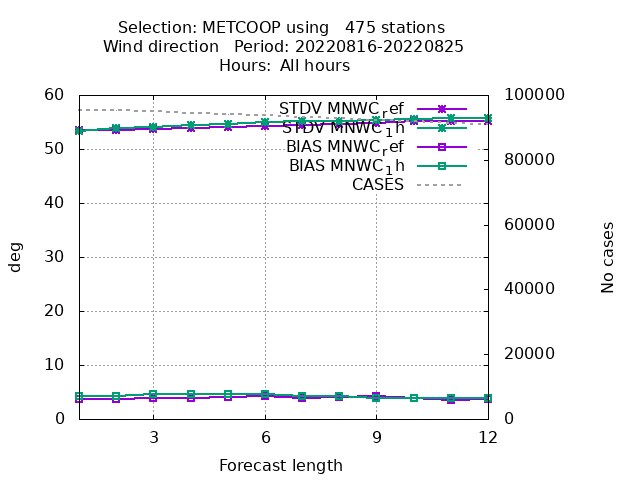 Selection: METCOOP using   475 stations
Wind direction   Period: 20220816-20220825
Hours:  All hours
60
50
40
30
20
10
0
deg
100000
80000
60000
40000
20000
0
No cases
STDV MNWC_ref
STDV MNWC_1h
BIAS MNWC_ref
BIAS MNWC_1h
CASES
3 6 9 12
Forecast length